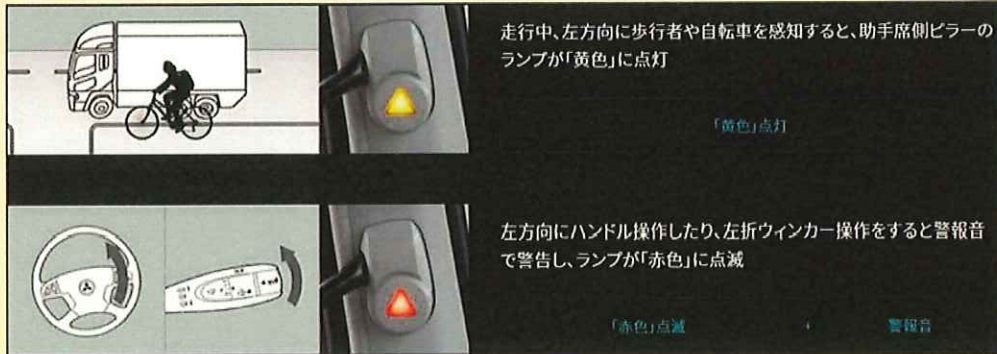 走行中、左方向に歩行者や自転車を感知すると、助手席側ピラーの
ランプが「黄色」に点灯
「黄色」点灯
左方向にハンドル操作したり、左折ウィンカー操作をすると警報音
で警告し、ランプが「赤色」に点滅
「赤色」点滅 + 警報音